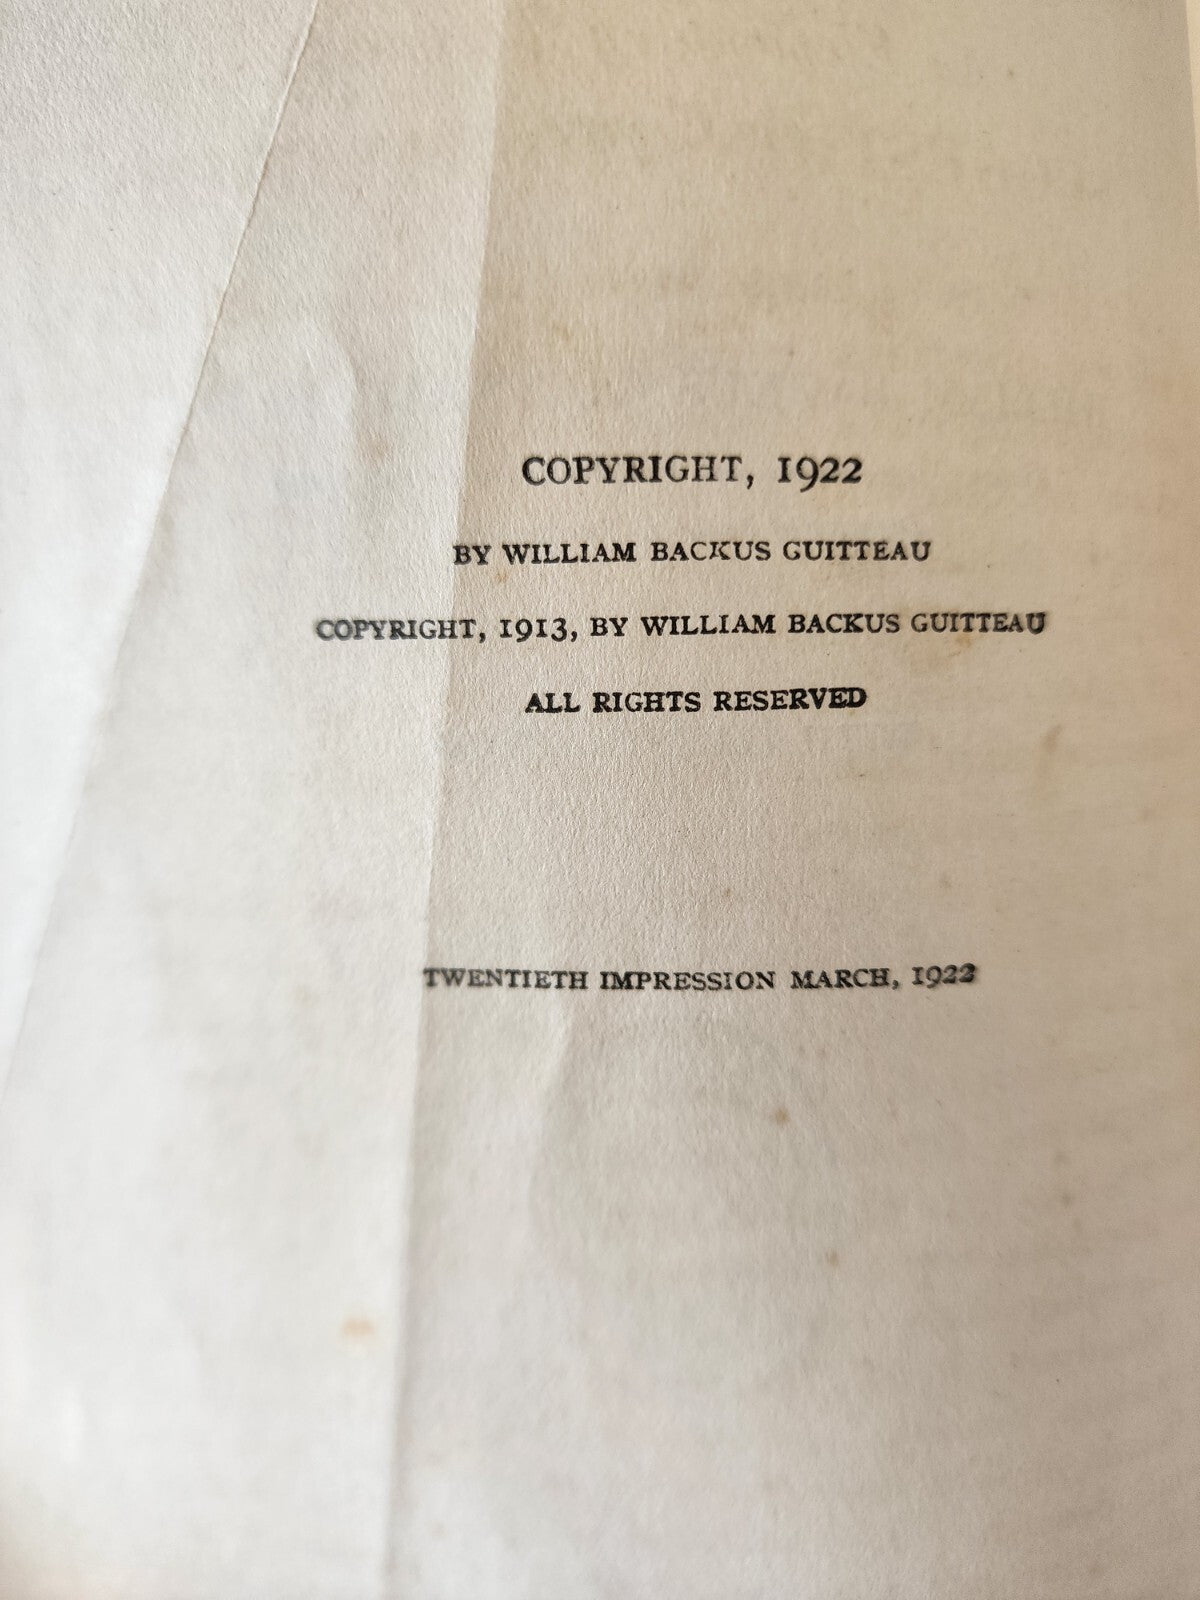 COPYRIGHT, 1922
BY WILLIAM BACKUS GUITTEAU
COPYRIGHT, 1913, BY WILLIAM BACKUS GUITTEAU
ALL RIGHTS RESERVED
TWENTIETH IMPRESSION MARCH, 1922